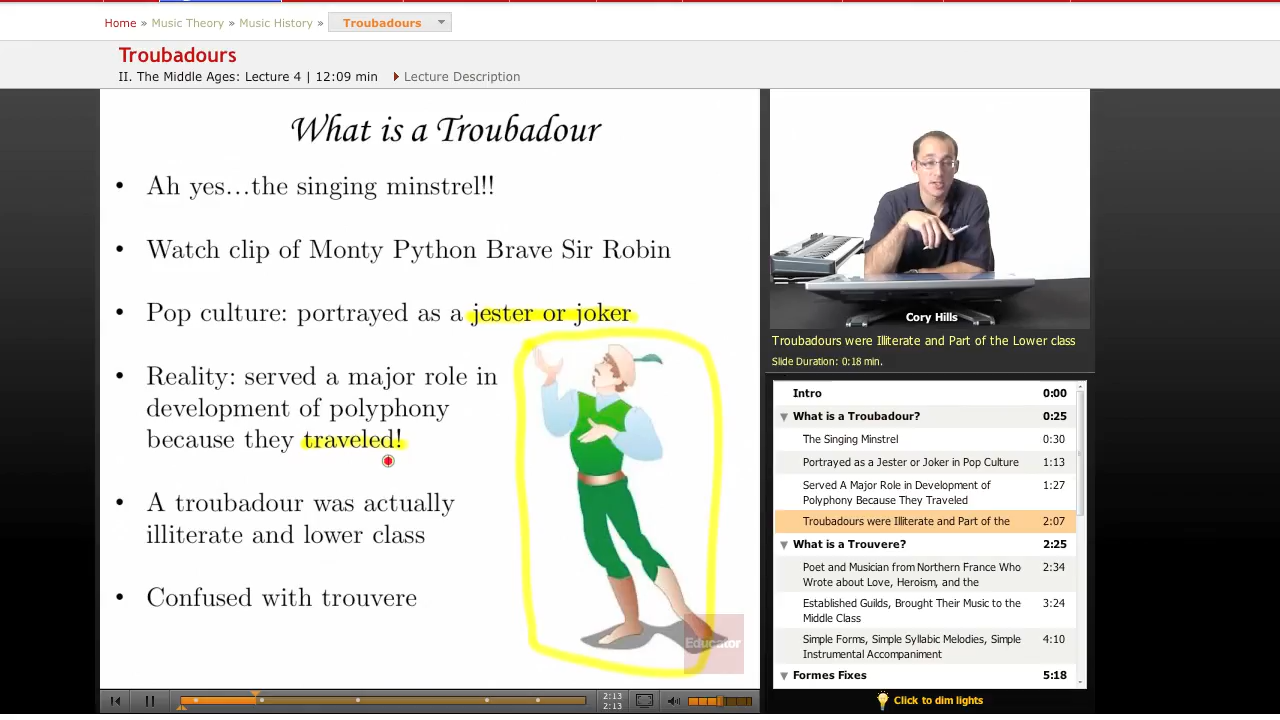 Home » Music Theory » Music History » Troubadours
Troubadours
II. The Middle Ages: Lecture 4 | 12:09 min Lecture Description
What is a Troubadour
• Ah yes...the singing minstrel!!
• Watch clip of Monty Python Brave Sir Robin
• Pop culture: portrayed as a jester or joker
• Reality: served a major role in
development of polyphony
because they traveled!
• A troubadour was actually
illiterate and lower class
• Confused with trouvere
Educator
Cory Hills
Troubadours were Illiterate and Part of the Lower class
Slide Duration: 0:18 min.
Intro 0:00
What is a Troubadour? 0:25
The Singing Minstrel 0:30
Portrayed as a Jester or Joker in Pop Culture 1:13
Served A Major Role in Development of
Polyphony Because They Traveled 1:27
Troubadours were Illiterate and Part of the 2:07
What is a Trouvere? 2:25
Poet and Musician from Northern France Who
Wrote about Love, Heroism, and the 2:34
Established Guilds, Brought Their Music to the
Middle Class 3:24
Simple Forms, Simple Syllabic Melodies, Simple
Instrumental Accompaniment 4:10
Formes Fixes 5:18
2:13
2:13
Click to dim lights